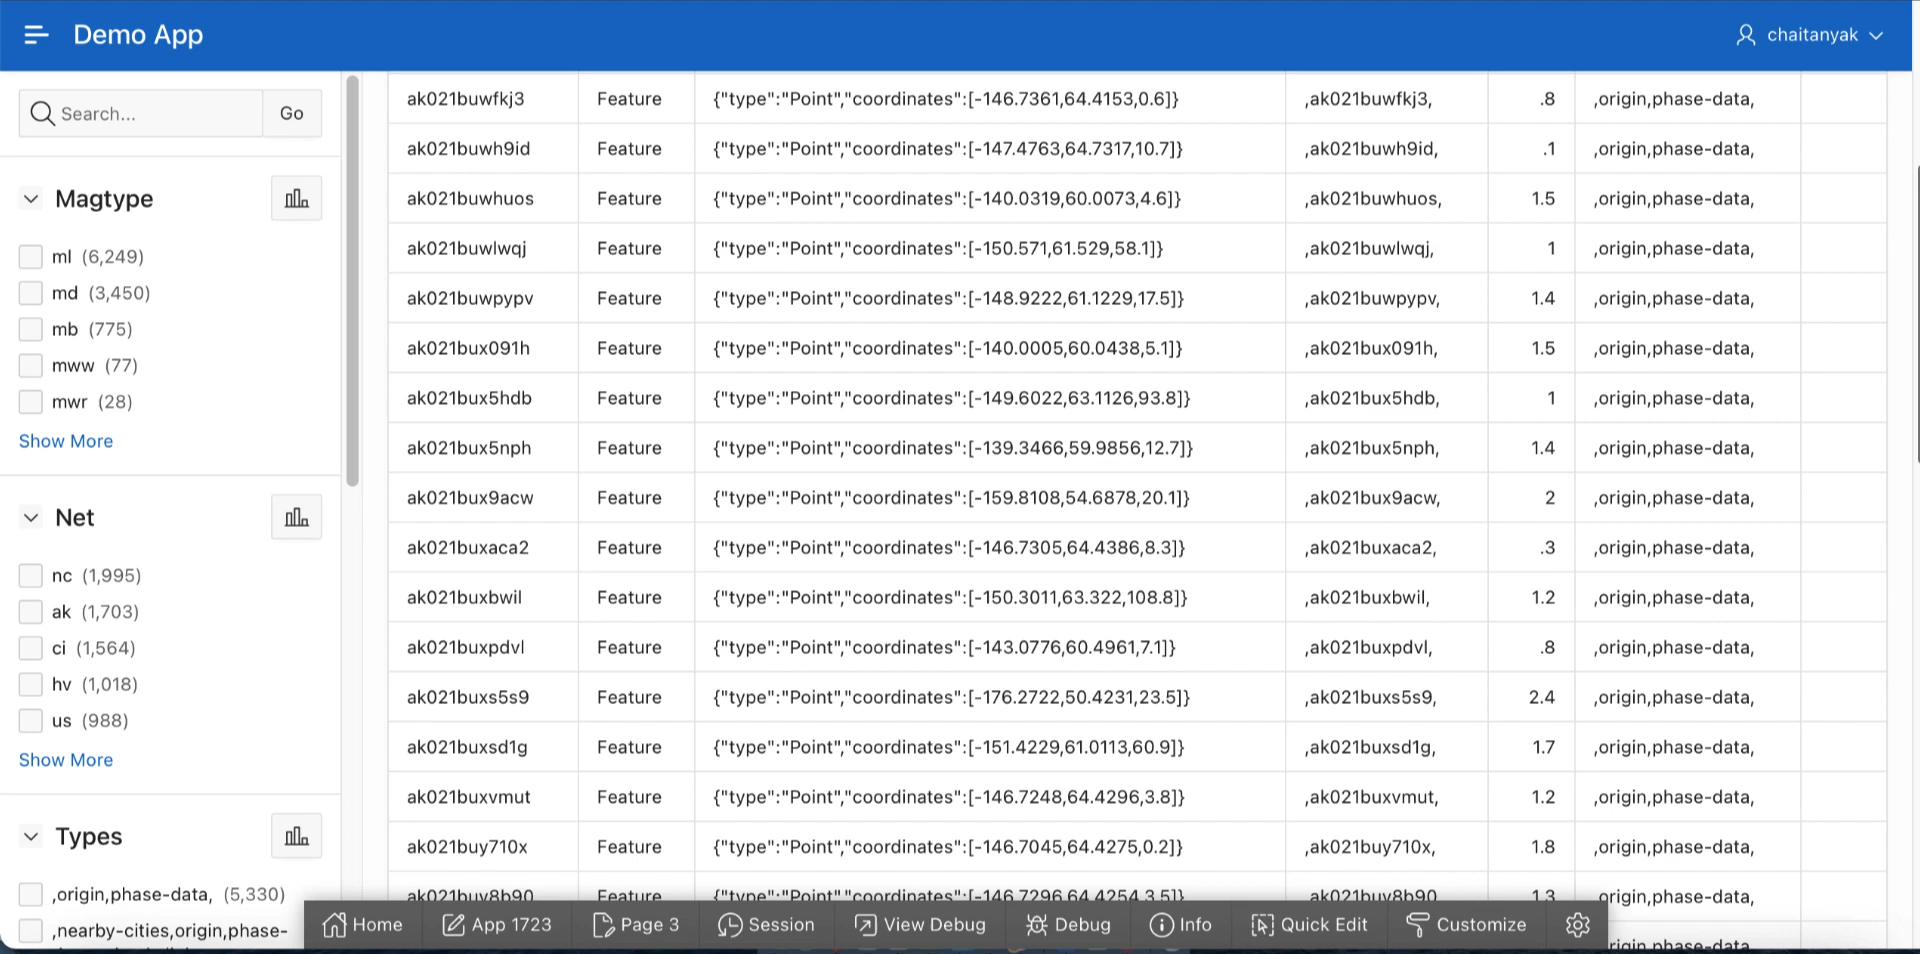 Demo App
chaitanyak
Search...
Go
Magtype
ml (6,249)
md (3,450)
mb (775)
mww (77)
mwr (28)
Show More
Net
nc (1,995)
ak (1,703)
ci (1,564)
hv (1,018)
us (988)
Show More
Types
,origin,phase-data, (5,330)
,nearby-cities,origin,phase-
ak021buwfkj3 Feature {"type":"Point","coordinates":[-146.7361,64.4153,0.6]} ,ak021buwfkj3, .8 ,origin,phase-data,
ak021buwh9id Feature {"type":"Point","coordinates":[-147.4763,64.7317,10.7]} ,ak021buwh9id, .1 ,origin,phase-data,
ak021buwhuos Feature {"type":"Point","coordinates":[-140.0319,60.0073,4.6]} ,ak021buwhuos, 1.5 ,origin,phase-data,
ak021buwlwqj Feature {"type":"Point","coordinates":[-150.571,61.529,58.1]} ,ak021buwlwqj, 1 ,origin,phase-data,
ak021buwpypv Feature {"type":"Point","coordinates":[-148.9222,61.1229,17.5]} ,ak021buwpypv, 1.4 ,origin,phase-data,
ak021bux091h Feature {"type":"Point","coordinates":[-140.0005,60.0438,5.1]} ,ak021bux091h, 1.5 ,origin,phase-data,
ak021bux5hdb Feature {"type":"Point","coordinates":[-149.6022,63.1126,93.8]} ,ak021bux5hdb, 1 ,origin,phase-data,
ak021bux5nph Feature {"type":"Point","coordinates":[-139.3466,59.9856,12.7]} ,ak021bux5nph, 1.4 ,origin,phase-data,
ak021bux9acw Feature {"type":"Point","coordinates":[-159.8108,54.6878,20.1]} ,ak021bux9acw, 2 ,origin,phase-data,
ak021buxaca2 Feature {"type":"Point","coordinates":[-146.7305,64.4386,8.3]} ,ak021buxaca2, .3 ,origin,phase-data,
ak021buxbwil Feature {"type":"Point","coordinates":[-150.3011,63.322,108.8]} ,ak021buxbwil, 1.2 ,origin,phase-data,
ak021buxpdvl Feature {"type":"Point","coordinates":[-143.0776,60.4961,7.1]} ,ak021buxpdvl, .8 ,origin,phase-data,
ak021buxs5s9 Feature {"type":"Point","coordinates":[-176.2722,50.4231,23.5]} ,ak021buxs5s9, 2.4 ,origin,phase-data,
ak021buxsd1g Feature {"type":"Point","coordinates":[-151.4229,61.0113,60.9]} ,ak021buxsd1g, 1.7 ,origin,phase-data,
ak021buxvmut Feature {"type":"Point","coordinates":[-146.7248,64.4296,3.8]} ,ak021buxvmut, 1.2 ,origin,phase-data,
ak021buy710x Feature {"type":"Point","coordinates":[-146.7045,64.4275,0.2]} ,ak021buy710x, 1.8 ,origin,phase-data,
ak021buy8b90 Feature {"type":"Point","coordinates":[-146.7296,64.4254,3.5]} ,ak021buy8b90, 1.3 ,origin,phase-data,
Home App 1723 Page 3 Session View Debug Debug Info Quick Edit Customize